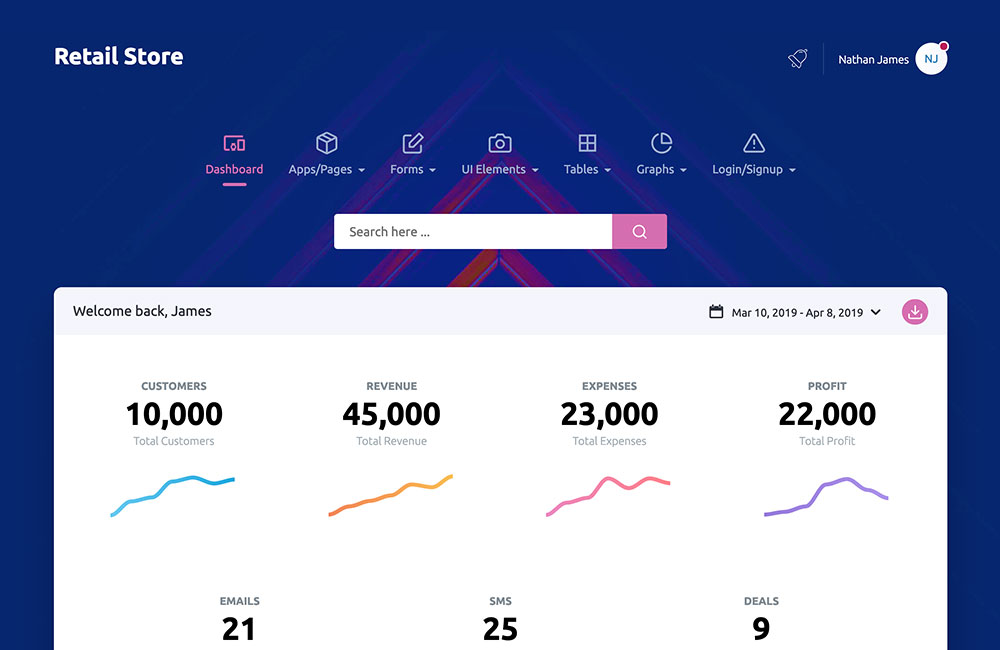 Retail Store
Nathan James
NJ
Dashboard
Apps/Pages
Forms
UI Elements
Tables
Graphs
Login/Signup
Search here ...
Welcome back, James
Mar 10, 2019 - Apr 8, 2019
CUSTOMERS
10,000
Total Customers
REVENUE
45,000
Total Revenue
EXPENSES
23,000
Total Expenses
PROFIT
22,000
Total Profit
EMAILS
21
SMS
25
DEALS
9